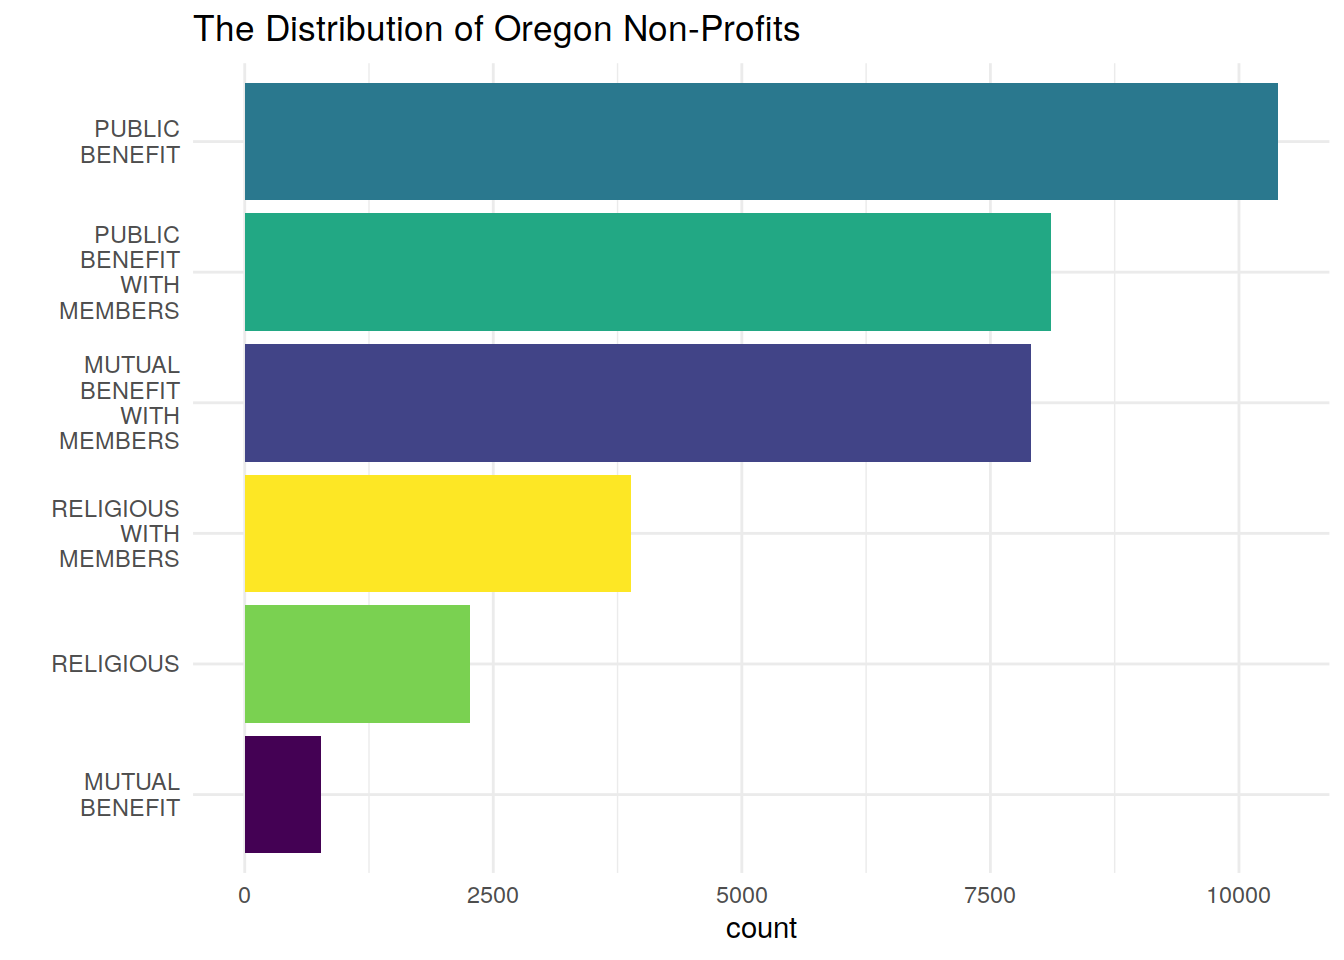 The Distribution of Oregon Non-Profits
PUBLIC
BENEFIT
PUBLIC
BENEFIT
WITH
MEMBERS
MUTUAL
BENEFIT
WITH
MEMBERS
RELIGIOUS
WITH
MEMBERS
RELIGIOUS
MUTUAL
BENEFIT
0 2500 5000 7500 10000
count